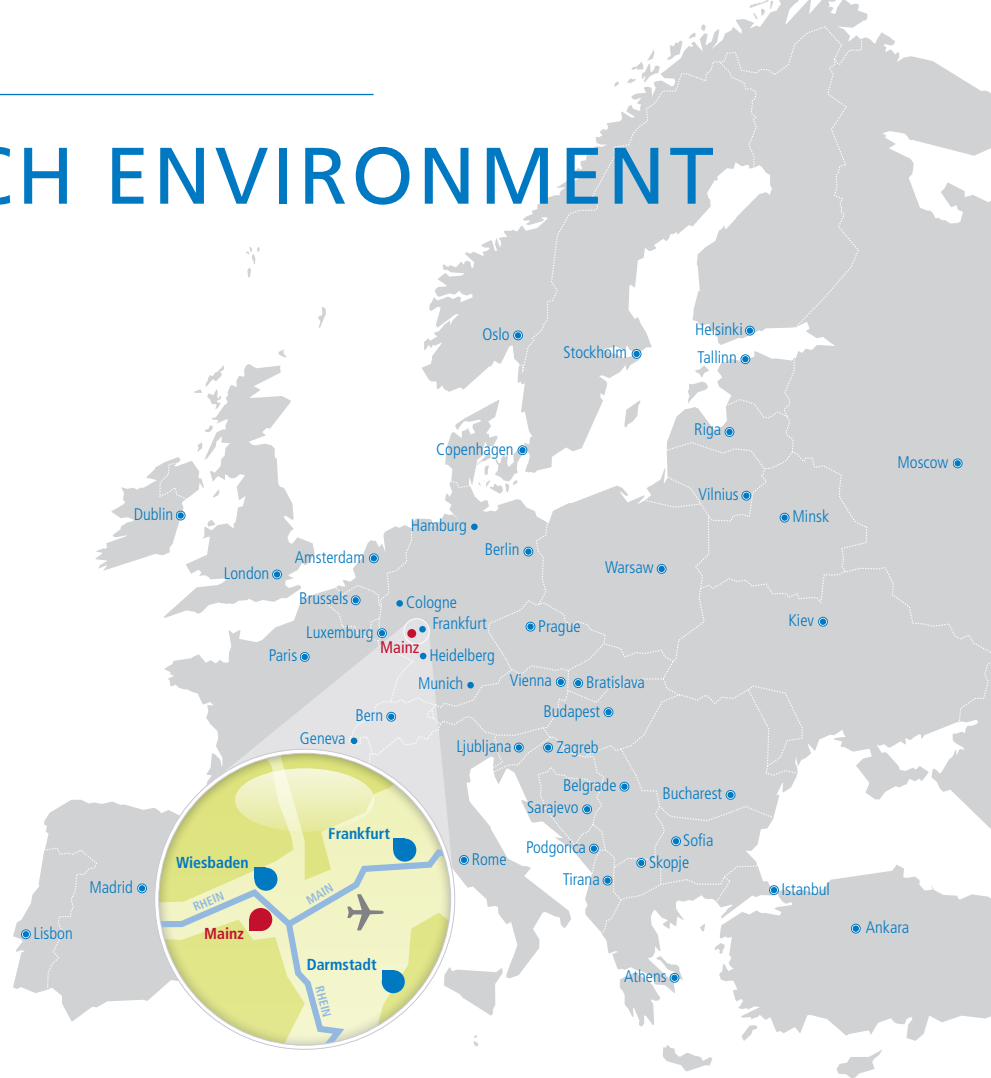 CH ENVIRONMENT
Oslo
Helsinki
Stockholm
Tallinn
Riga
Copenhagen
Moscow
Vilnius
Dublin
Minsk
Hamburg
Berlin
Amsterdam
London
Warsaw
Brussels
Cologne
Kiev
Frankfurt
Prague
Luxemburg
Mainz
Paris
Heidelberg
Munich
Vienna
Bratislava
Bern
Budapest
Geneva
Ljubljana
Zagreb
Belgrade
Bucharest
Sarajevo
Frankfurt
Sofia
Podgorica
Wiesbaden
Rome
Skopje
Tirana
Madrid
Istanbul
RHEIN
MAIN
Mainz
Lisbon
Ankara
Darmstadt
Athens
RHEIN